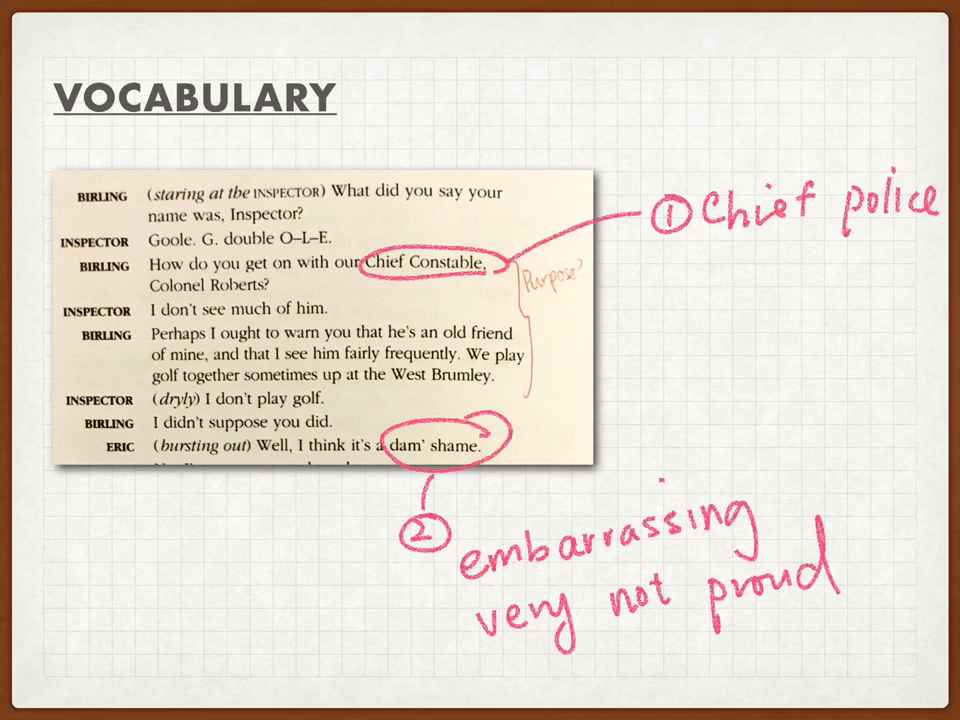 VOCABULARY
BIRLING (staring at the INSPECTOR) What did you say your
name was, Inspector?
INSPECTOR Goole. G. double O–L–E.
BIRLING How do you get on with our Chief Constable,
Colonel Roberts?
INSPECTOR I don't see much of him.
BIRLING Perhaps I ought to warn you that he's an old friend
of mine, and that I see him fairly frequently. We play
golf together sometimes up at the West Brumley.
INSPECTOR (dryly) I don't play golf.
BIRLING I didn't suppose you did.
ERIC (bursting out) Well, I think it's a dam' shame.
Purpose?
① Chief police
②
embarrassing
very not proud